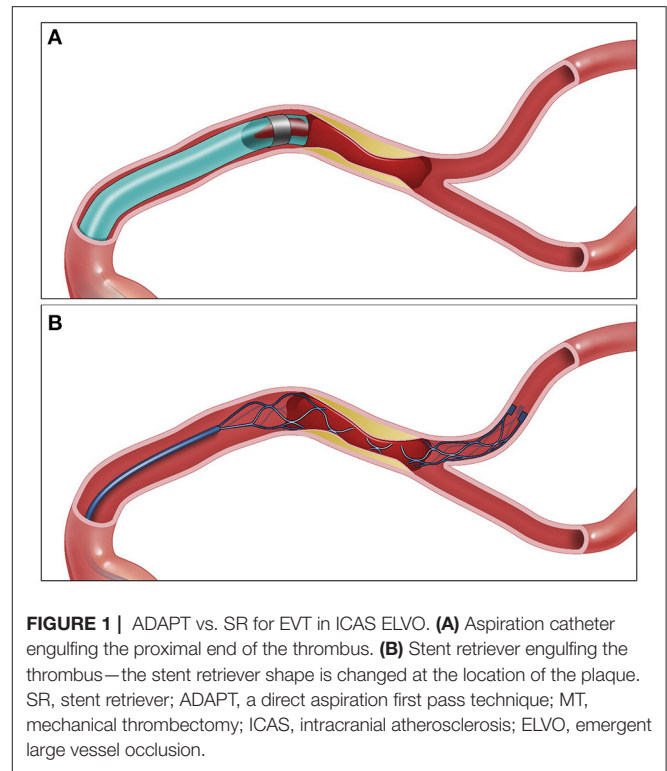 A
B
FIGURE 1 | ADAPT vs. SR for EVT in ICAS ELVO. (A) Aspiration catheter
engulfing the proximal end of the thrombus. (B) Stent retriever engulfing the
thrombus—the stent retriever shape is changed at the location of the plaque.
SR, stent retriever; ADAPT, a direct aspiration first pass technique; MT,
mechanical thrombectomy; ICAS, intracranial atherosclerosis; ELVO, emergent
large vessel occlusion.